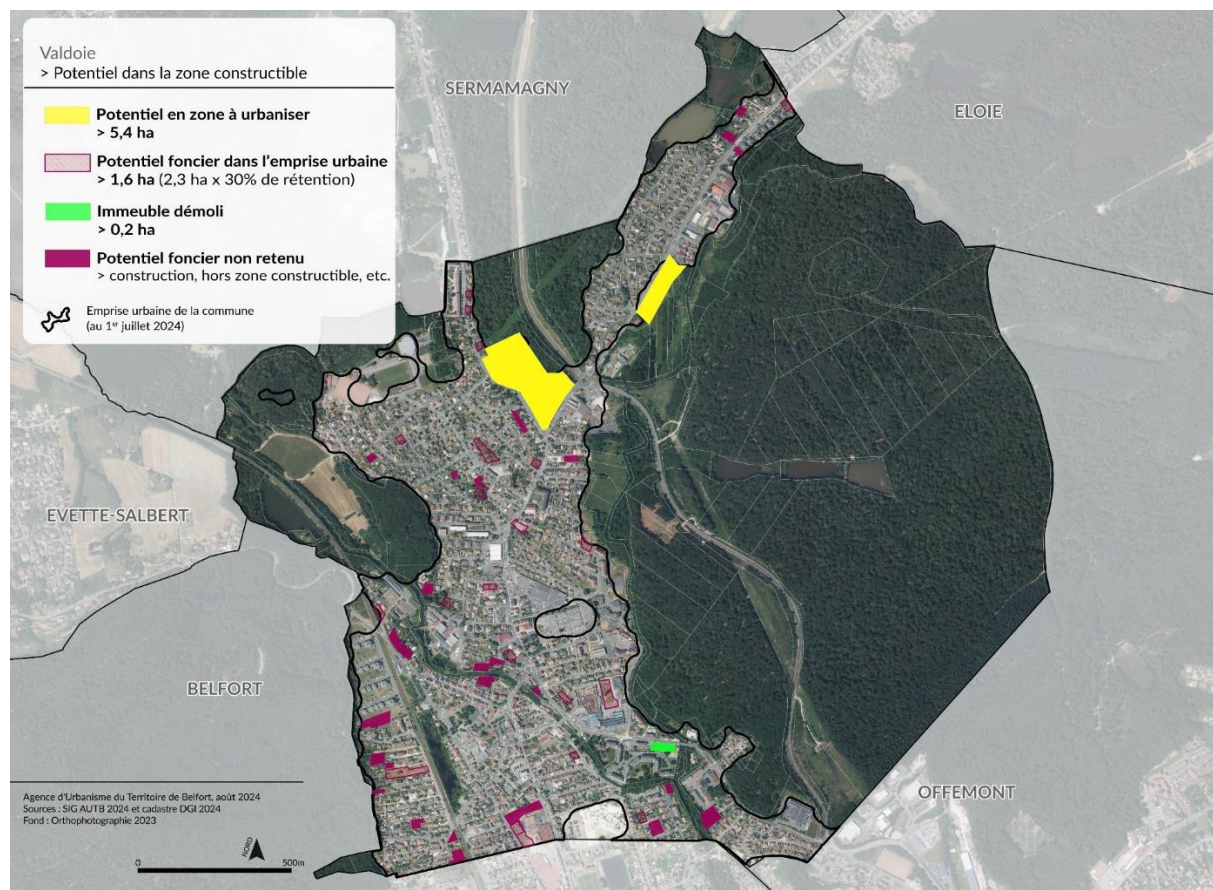 Valdoie
> Potentiel dans la zone constructible
Potentiel en zone à urbaniser
> 5,4 ha
Potentiel foncier dans l'emprise urbaine
> 1,6 ha (2,3 ha x 30% de rétention)
Immeuble démoli
> 0,2 ha
Potentiel foncier non retenu
> construction, hors zone constructible, etc.
Emprise urbaine de la commune
(au 1er juillet 2024)
SERMAMAGNY
ELOIE
EVETTE-SALBERT
BELFORT
OFFEMONT
Agence d'Urbanisme du Territoire de Belfort, août 2024
Sources : SIG AUTB 2024 et cadastre DGI 2024
Fond : Orthophotographie 2023
NORD
0
500m